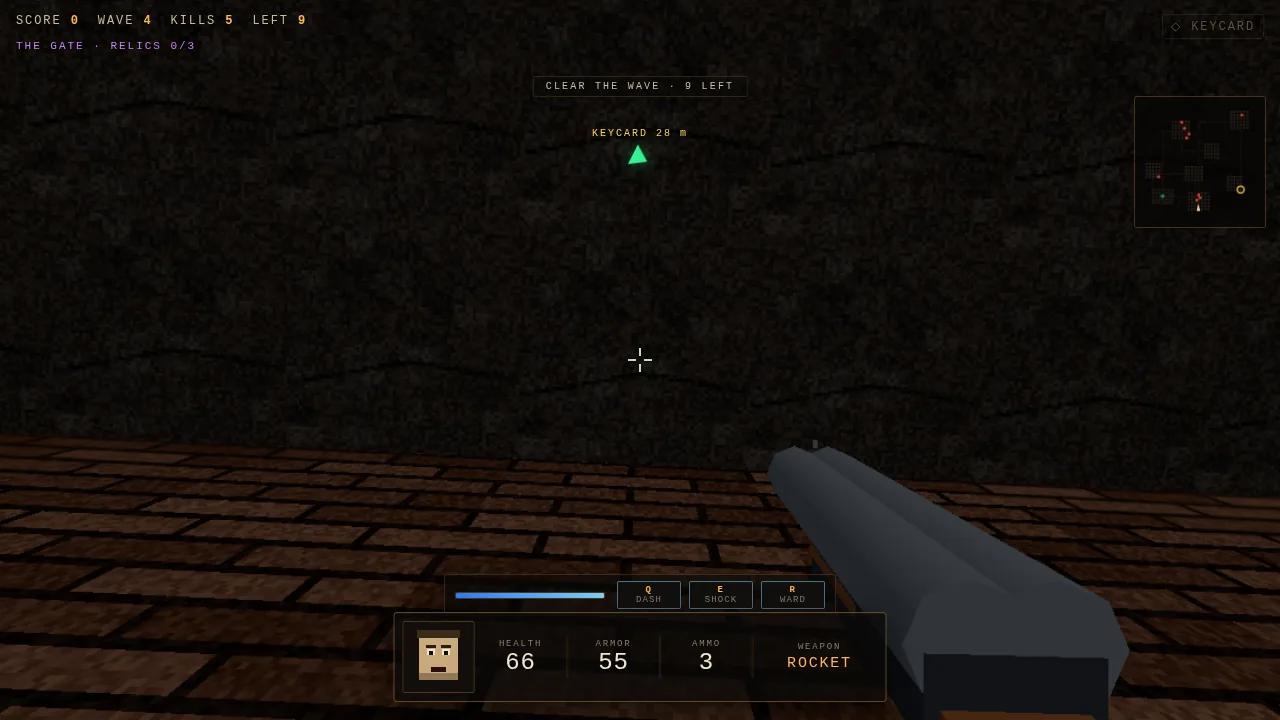 SCORE 0 WAVE 4 KILLS 5 LEFT 9
◇ KEYCARD
THE GATE · RELICS 0/3
CLEAR THE WAVE · 9 LEFT
KEYCARD 28 m
Q E R
DASH SHOCK WARD
HEALTH ARMOR AMMO WEAPON
66 55 3 ROCKET